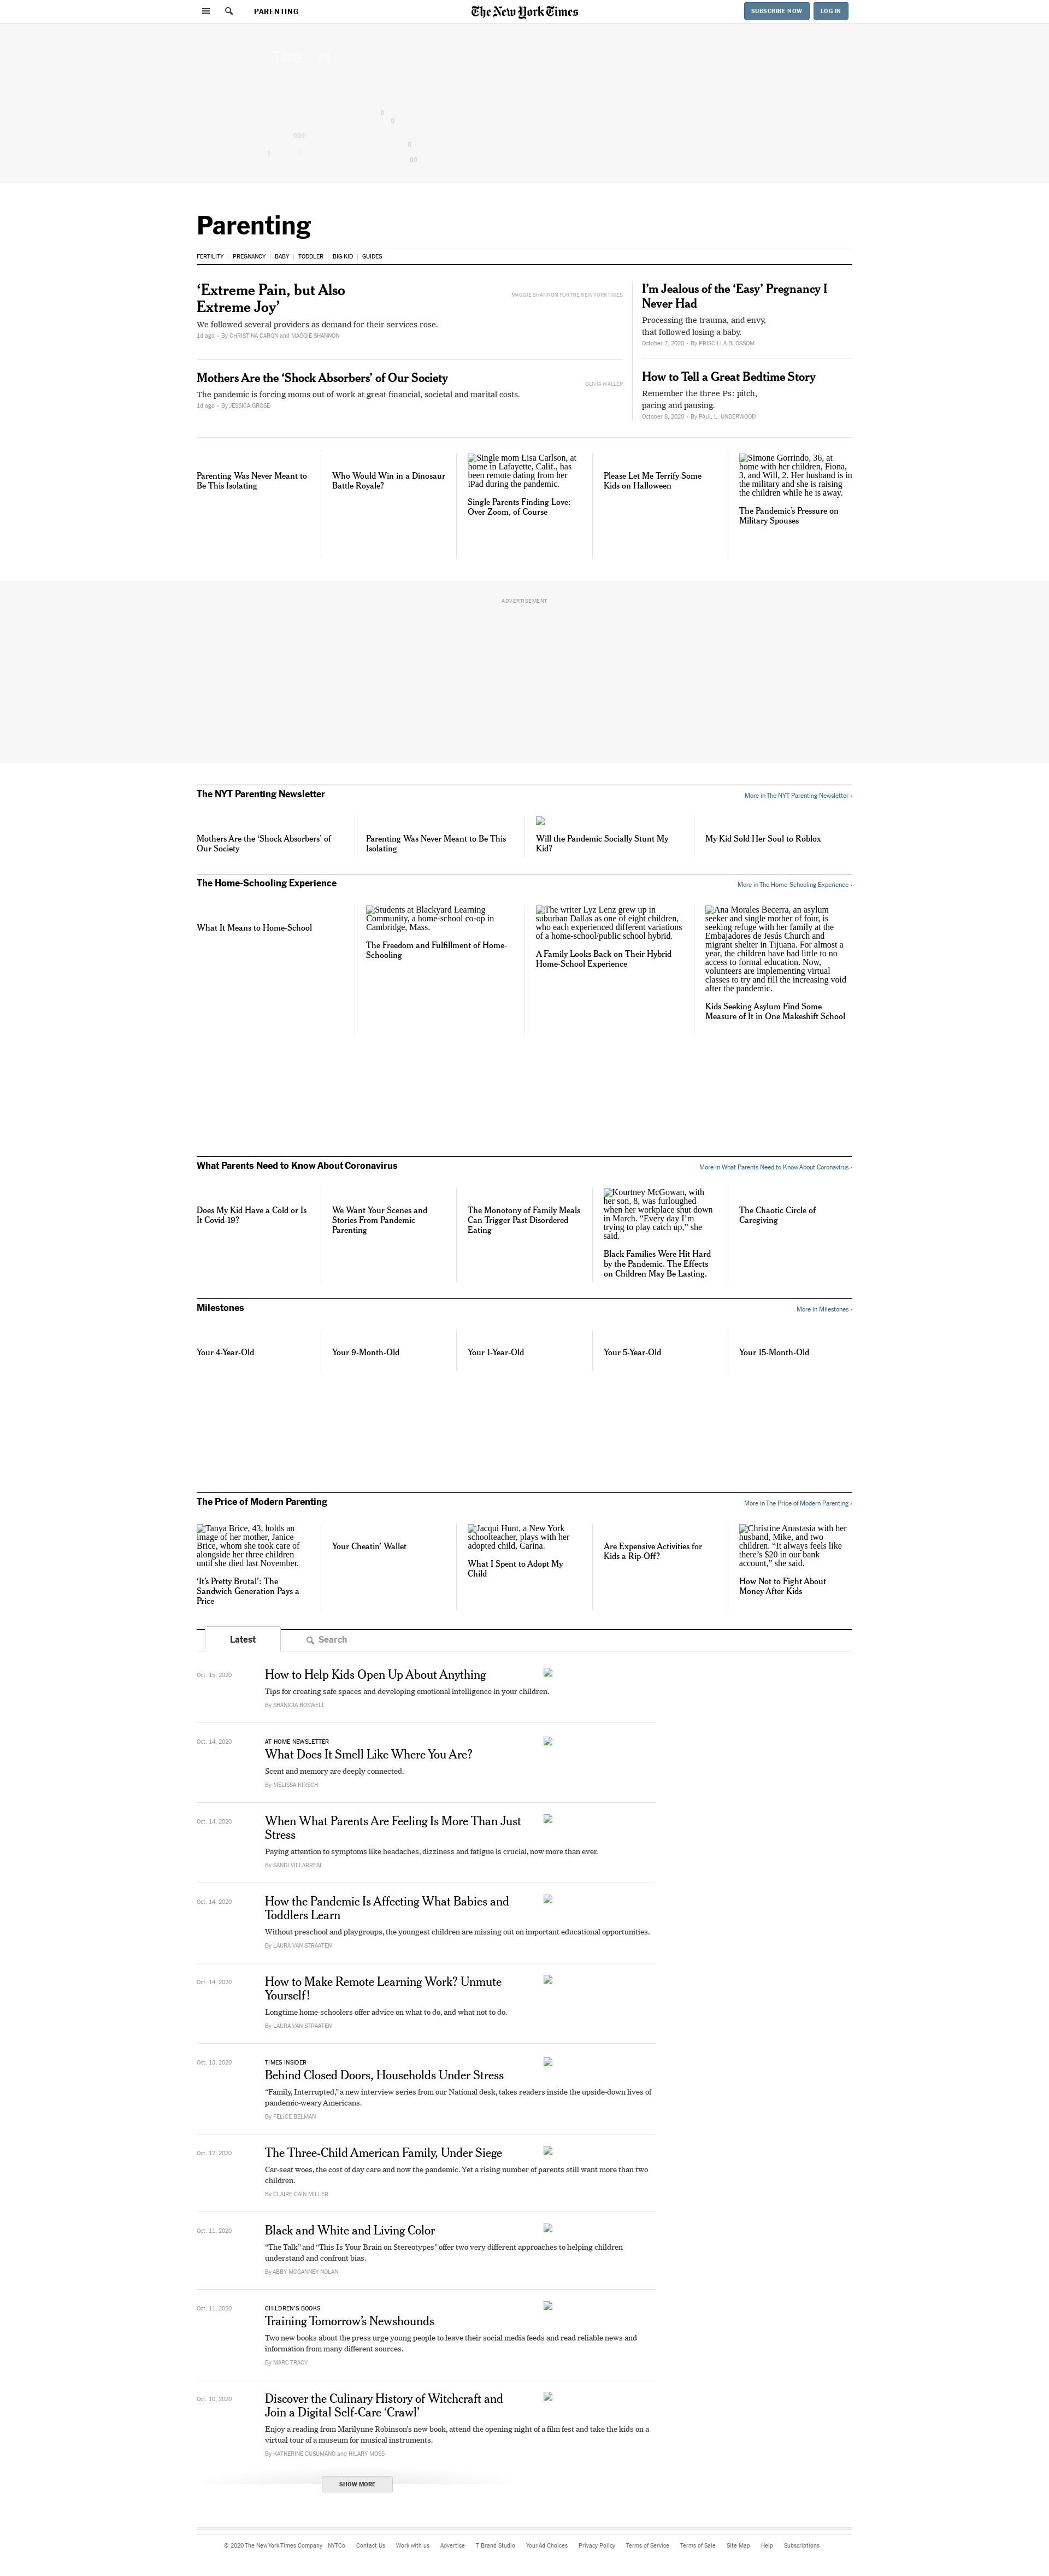 PARENTING
The New York Times
SUBSCRIBE NOW
LOG IN
The
Parenting
FERTILITY
PREGNANCY
BABY
TODDLER
BIG KID
GUIDES
‘Extreme Pain, but Also
Extreme Joy’
We followed several providers as demand for their services rose.
1d ago
By CHRISTINA CARON and MAGGIE SHANNON
MAGGIE SHANNON FOR THE NEW YORK TIMES
Mothers Are the ‘Shock Absorbers’ of Our Society
The pandemic is forcing moms out of work at great financial, societal and marital costs.
1d ago
By JESSICA GROSE
OLIVIA WALLER
I’m Jealous of the ‘Easy’ Pregnancy I
Never Had
Processing the trauma, and envy,
that followed losing a baby.
October 7, 2020
By PRISCILLA BLOSSOM
How to Tell a Great Bedtime Story
Remember the three Ps: pitch,
pacing and pausing.
October 8, 2020
By PAUL L. UNDERWOOD
Parenting Was Never Meant to
Be This Isolating
Who Would Win in a Dinosaur
Battle Royale?
Single mom Lisa Carlson, at
home in Lafayette, Calif., has
been remote dating from her
iPad during the pandemic.
Single Parents Finding Love:
Over Zoom, of Course
Please Let Me Terrify Some
Kids on Halloween
Simone Gorrindo, 36, at
home with her children, Fiona,
3, and Will, 2. Her husband is in
the military and she is raising
the children while he is away.
The Pandemic’s Pressure on
Military Spouses
ADVERTISEMENT
The NYT Parenting Newsletter
More in The NYT Parenting Newsletter ›
Mothers Are the ‘Shock Absorbers’ of
Our Society
Parenting Was Never Meant to Be This
Isolating
Will the Pandemic Socially Stunt My
Kid?
My Kid Sold Her Soul to Roblox
The Home-Schooling Experience
More in The Home-Schooling Experience ›
What It Means to Home-School
Students at Blackyard Learning
Community, a home-school co-op in
Cambridge, Mass.
The Freedom and Fulfillment of Home-
Schooling
The writer Lyz Lenz grew up in
suburban Dallas as one of eight children,
who each experienced different variations
of a home-school/public school hybrid.
A Family Looks Back on Their Hybrid
Home-School Experience
Ana Morales Becerra, an asylum
seeker and single mother of four, is
seeking refuge with her family at the
Embajadores de Jesús Church and
migrant shelter in Tijuana. For almost a
year, the children have had little to no
access to formal education. Now,
volunteers are implementing virtual
classes to try and fill the increasing void
after the pandemic.
Kids Seeking Asylum Find Some
Measure of It in One Makeshift School
What Parents Need to Know About Coronavirus
More in What Parents Need to Know About Coronavirus ›
Does My Kid Have a Cold or Is
It Covid-19?
We Want Your Scenes and
Stories From Pandemic
Parenting
The Monotony of Family Meals
Can Trigger Past Disordered
Eating
Kourtney McGowan, with
her son, 8, was furloughed
when her workplace shut down
in March. “Every day I’m
trying to play catch up,” she
said.
Black Families Were Hit Hard
by the Pandemic. The Effects
on Children May Be Lasting.
The Chaotic Circle of
Caregiving
Milestones
More in Milestones ›
Your 4-Year-Old
Your 9-Month-Old
Your 1-Year-Old
Your 5-Year-Old
Your 15-Month-Old
The Price of Modern Parenting
More in The Price of Modern Parenting ›
Tanya Brice, 43, holds an
image of her mother, Janice
Brice, whom she took care of
alongside her three children
until she died last November.
‘It’s Pretty Brutal’: The
Sandwich Generation Pays a
Price
Your Cheatin’ Wallet
Jacqui Hunt, a New York
schoolteacher, plays with her
adopted child, Carina.
What I Spent to Adopt My
Child
Are Expensive Activities for
Kids a Rip-Off?
Christine Anastasia with her
husband, Mike, and two
children. “It always feels like
there’s $20 in our bank
account,” she said.
How Not to Fight About
Money After Kids
Latest
Search
Oct. 15, 2020
How to Help Kids Open Up About Anything
Tips for creating safe spaces and developing emotional intelligence in your children.
By SHANICIA BOSWELL
Oct. 14, 2020
AT HOME NEWSLETTER
What Does It Smell Like Where You Are?
Scent and memory are deeply connected.
By MELISSA KIRSCH
Oct. 14, 2020
When What Parents Are Feeling Is More Than Just
Stress
Paying attention to symptoms like headaches, dizziness and fatigue is crucial, now more than ever.
By SANDI VILLARREAL
Oct. 14, 2020
How the Pandemic Is Affecting What Babies and
Toddlers Learn
Without preschool and playgroups, the youngest children are missing out on important educational opportunities.
By LAURA VAN STRAATEN
Oct. 14, 2020
How to Make Remote Learning Work? Unmute
Yourself!
Longtime home-schoolers offer advice on what to do, and what not to do.
By LAURA VAN STRAATEN
Oct. 13, 2020
TIMES INSIDER
Behind Closed Doors, Households Under Stress
“Family, Interrupted,” a new interview series from our National desk, takes readers inside the upside-down lives of
pandemic-weary Americans.
By FELICE BELMAN
Oct. 12, 2020
The Three-Child American Family, Under Siege
Car-seat woes, the cost of day care and now the pandemic. Yet a rising number of parents still want more than two
children.
By CLAIRE CAIN MILLER
Oct. 11, 2020
Black and White and Living Color
“The Talk” and “This Is Your Brain on Stereotypes” offer two very different approaches to helping children
understand and confront bias.
By ABBY MCGANNEY NOLAN
Oct. 11, 2020
CHILDREN’S BOOKS
Training Tomorrow’s Newshounds
Two new books about the press urge young people to leave their social media feeds and read reliable news and
information from many different sources.
By MARC TRACY
Oct. 10, 2020
Discover the Culinary History of Witchcraft and
Join a Digital Self-Care ‘Crawl’
Enjoy a reading from Marilynne Robinson’s new book, attend the opening night of a film fest and take the kids on a
virtual tour of a museum for musical instruments.
By KATHERINE CUSUMANO and HILARY MOSS
SHOW MORE
© 2020 The New York Times Company
NYTCo
Contact Us
Work with us
Advertise
T Brand Studio
Your Ad Choices
Privacy Policy
Terms of Service
Terms of Sale
Site Map
Help
Subscriptions